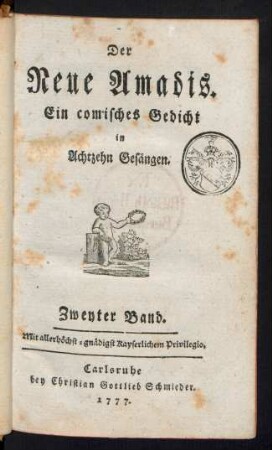 Der
Neue Amadis.
Ein comisches Gedicht
in
Achtzehn Gesängen.
Zweyter Band.
Mit allerhöchst-gnädigst Kayserlichem Privilegio.
Carlsruhe
bey Christian Gottlieb Schmieder.
1777.